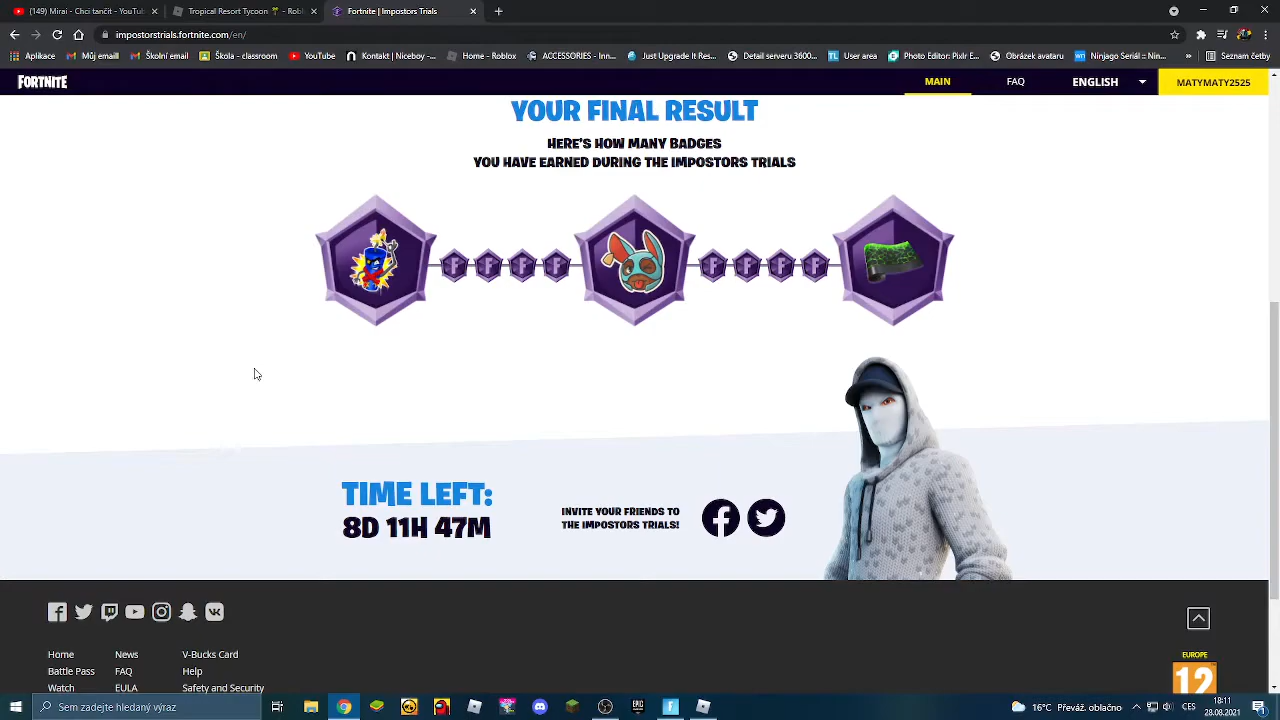 (149) Mirai - Chatačit - YouTub
Tropical Resort Tycoon
Fortnite | Impostors Trials
impostorstrials.fortnite.com/en/
Aplikace
Můj email
Školní email
Škola - classroom
YouTube
Kontakt | Niceboy -...
Home - Roblox
ACCESSORIES - Inn...
Just Upgrade It Res...
Detail serveru 3600...
User area
Photo Editor: Pixlr E...
Obrázek avataru
Ninjago Seriál – Nin...
»
Seznam četby
FORTNITE
MAIN
FAQ
ENGLISH
MATYMATY2525
YOUR FINAL RESULT
HERE'S HOW MANY BADGES
YOU HAVE EARNED DURING THE IMPOSTORS TRIALS
TIME LEFT:
8D 11H 47M
INVITE YOUR FRIENDS TO
THE IMPOSTORS TRIALS!
Home
News
V-Bucks Card
Battle Pass
FAQ
Help
Watch
EULA
Safety and Security
EUROPE
12
Sem zadejte hledaný výraz
16°C Převěž. oblačno
CES
18:11
28.08.2021